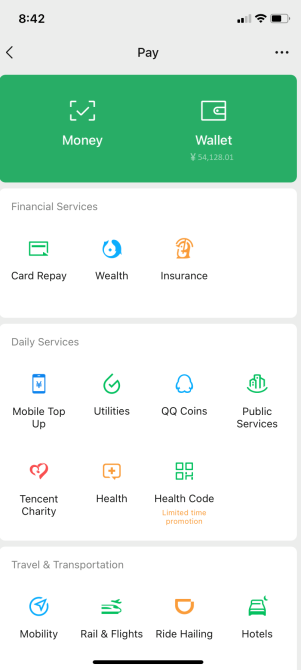 8:42
Pay
Money
Wallet
¥ 54,128.01
Financial Services
Card Repay
Wealth
Insurance
Daily Services
Mobile Top
Up
Utilities
QQ Coins
Public
Services
Tencent
Charity
Health
Health Code
Limited time
promotion
Travel & Transportation
Mobility
Rail & Flights
Ride Hailing
Hotels